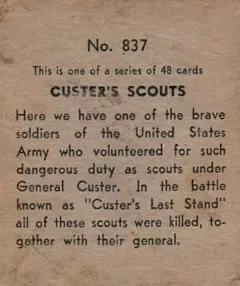 No. 837
This is one of a series of 48 cards
CUSTER'S SCOUTS
Here we have one of the brave
soldiers of the United States
Army who volunteered for such
dangerous duty as scouts under
General Custer. In the battle
known as "Custer's Last Stand"
all of these scouts were killed, to-
gether with their general.